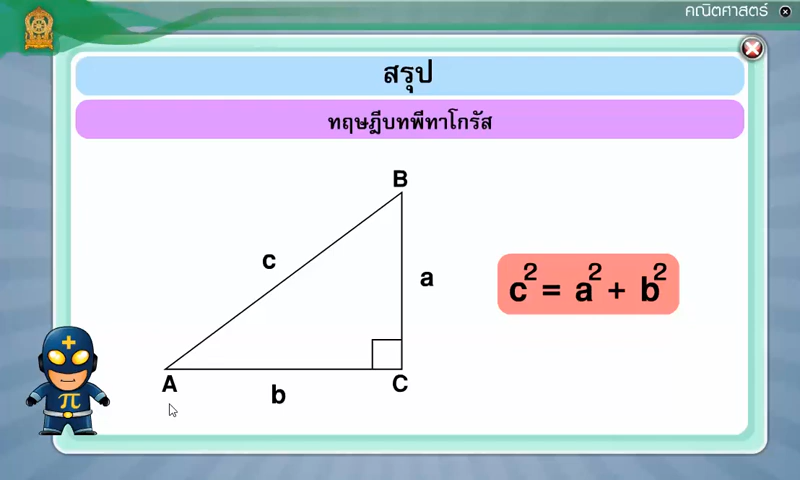 คณิตศาสตร์
สรุป
ทฤษฎีบทพีทาโกรัส
B
c
a
c² = a² + b²
A
C
b
π